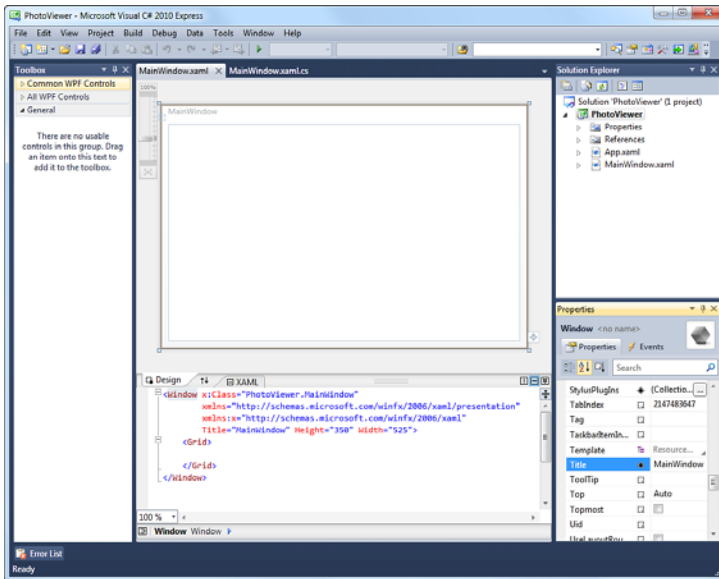 PhotoViewer - Microsoft Visual C# 2010 Express
File Edit View Project Build Debug Data Tools Window Help
Toolbox
Common WPF Controls
All WPF Controls
General
There are no usable
controls in this group. Drag
an item onto this text to
add it to the toolbox.
MainWindow.xaml MainWindow.xaml.cs
100%
MainWindow
Design XAML
<Window x:Class="PhotoViewer.MainWindow"
xmlns="http://schemas.microsoft.com/winfx/2006/xaml/presentation"
xmlns:x="http://schemas.microsoft.com/winfx/2006/xaml"
Title="MainWindow" Height="350" Width="525">
<Grid>
</Grid>
</Window>
100 %
Window Window
Solution Explorer
Solution 'PhotoViewer' (1 project)
PhotoViewer
Properties
References
App.xaml
MainWindow.xaml
Properties
Window <no name>
Properties Events
Search
StylusPlugIns (Collectio... ...
TabIndex 2147483647
Tag
TaskbarItemIn...
Template Resource...
Title MainWindow
ToolTip
Top Auto
Topmost
Uid
UseLayoutRou...
Error List
Ready